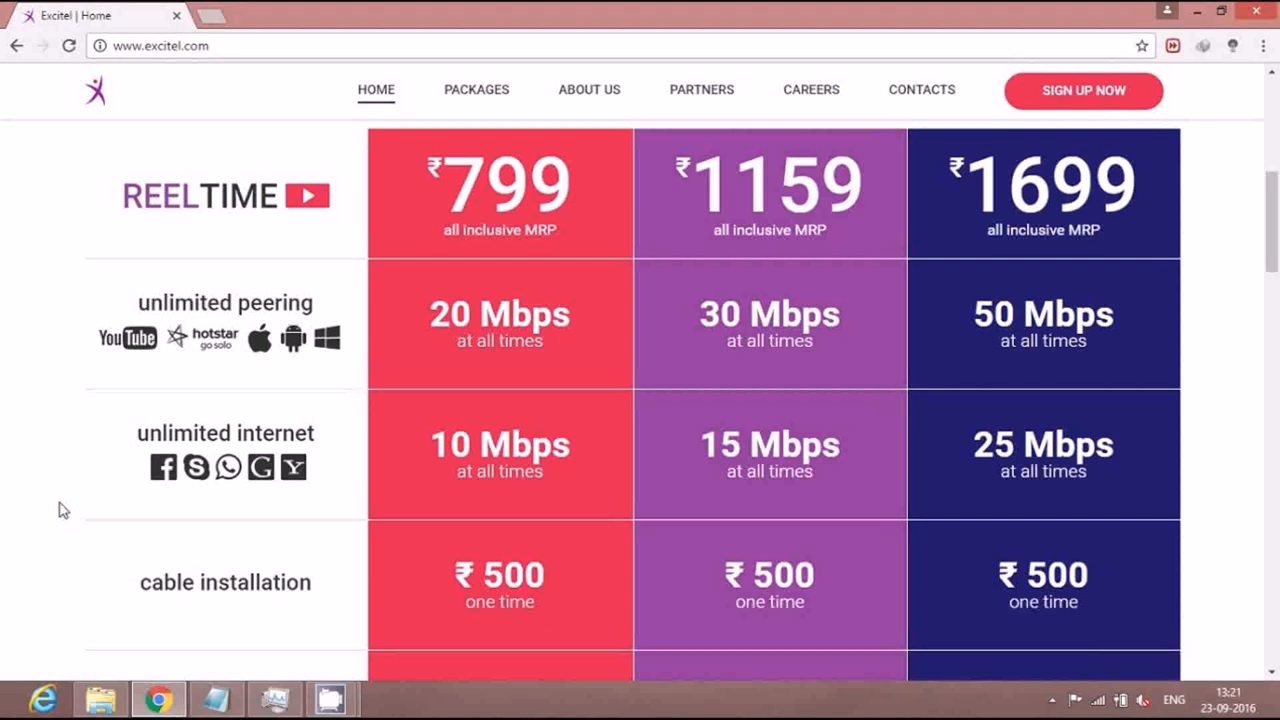 Excitel | Home
www.excitel.com
HOME PACKAGES ABOUT US PARTNERS CAREERS CONTACTS SIGN UP NOW
REELTIME ₹799 ₹1159 ₹1699
all inclusive MRP all inclusive MRP all inclusive MRP
unlimited peering 20 Mbps 30 Mbps 50 Mbps
YouTube hotstar at all times at all times at all times
go solo
unlimited internet 10 Mbps 15 Mbps 25 Mbps
at all times at all times at all times
cable installation ₹ 500 ₹ 500 ₹ 500
one time one time one time
ENG 13:21
23-09-2016